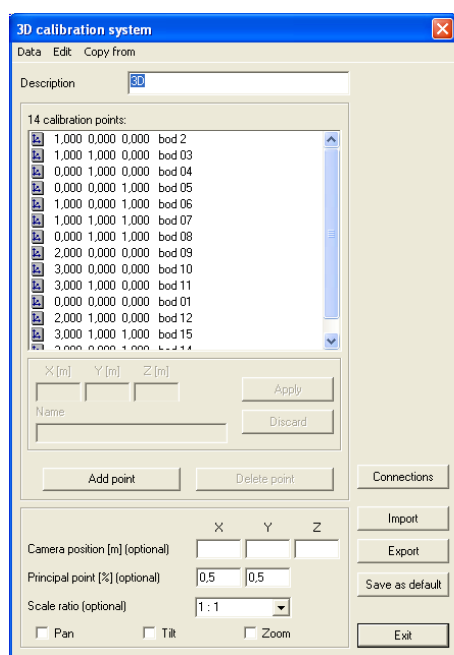 3D calibration system
Data Edit Copy from
Description 3D
14 calibration points:
1,000 0,000 0,000 bod 2
1,000 1,000 0,000 bod 03
0,000 1,000 0,000 bod 04
0,000 0,000 1,000 bod 05
1,000 0,000 1,000 bod 06
1,000 1,000 1,000 bod 07
0,000 1,000 1,000 bod 08
2,000 0,000 0,000 bod 09
3,000 0,000 0,000 bod 10
3,000 1,000 0,000 bod 11
0,000 0,000 0,000 bod 01
2,000 1,000 0,000 bod 12
3,000 1,000 1,000 bod 15
0,000 1,000 bod 14
X [m] Y [m] Z [m]
Apply
Name
Discard
Add point Delete point Connections
Import
X Y Z
Camera position [m] (optional) Export
Principal point [%] (optional) 0,5 0,5
Save as default
Scale ratio (optional) 1 : 1
Pan Tilt Zoom Exit